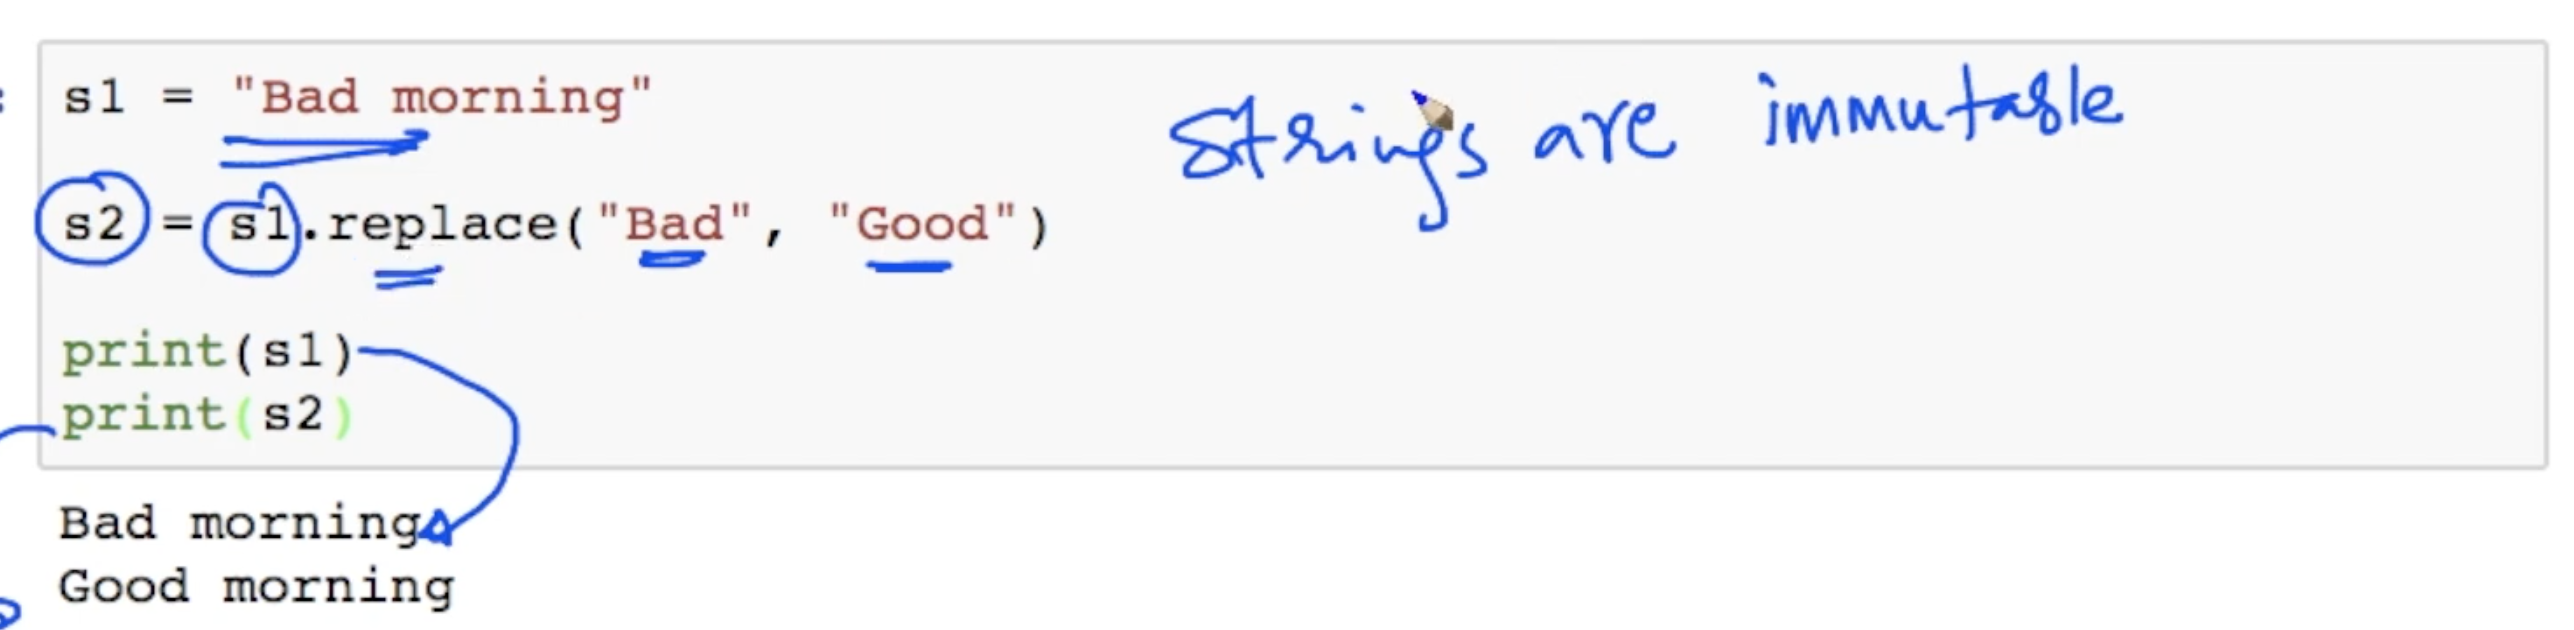 s1 = "Bad morning"
Strings are immutable
s2 = s1.replace("Bad", "Good")
print(s1)
print(s2)
Bad morning
Good morning